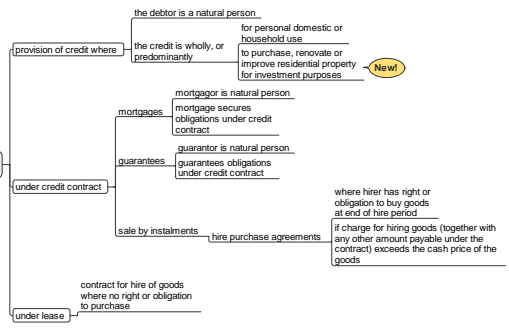 the debtor is a natural person
provision of credit where
the credit is wholly, or
predominantly
for personal domestic or
household use
to purchase, renovate or
improve residential property
for investment purposes
New!
mortgages
mortgagor is natural person
mortgage secures
obligations under credit
contract
guarantees
guarantor is natural person
guarantees obligations
under credit contract
under credit contract
sale by instalments
hire purchase agreements
where hirer has right or
obligation to buy goods
at end of hire period
if charge for hiring goods (together with
any other amount payable under the
contract) exceeds the cash price of the
goods
under lease
contract for hire of goods
where no right or obligation
to purchase